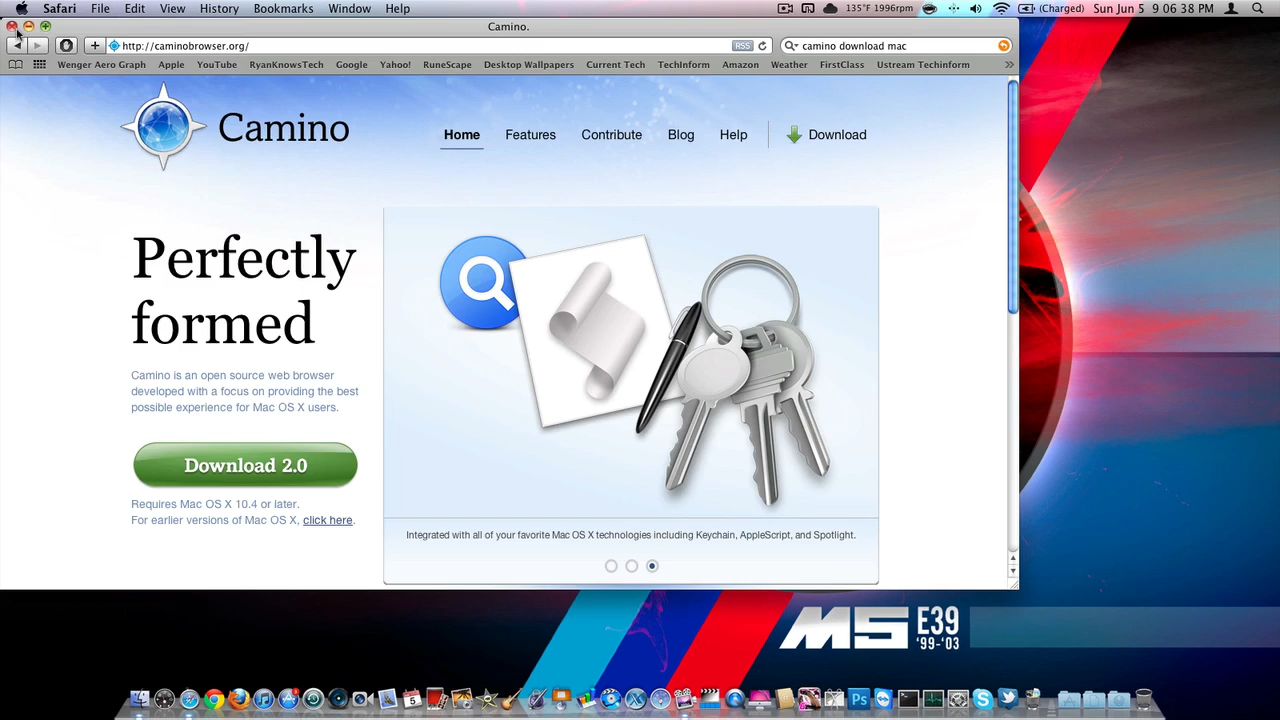 Safari File Edit View History Bookmarks Window Help 135°F 1996rpm (Charged) Sun Jun 5 9:06:38 PM
Camino.
http://caminobrowser.org/ RSS camino download mac
Wenger Aero Graph Apple YouTube RyanKnowsTech Google Yahoo! RuneScape Desktop Wallpapers Current Tech TechInform Amazon Weather FirstClass Ustream Techinform
Camino Home Features Contribute Blog Help Download
Perfectly
formed
Camino is an open source web browser
developed with a focus on providing the best
possible experience for Mac OS X users.
Download 2.0
Requires Mac OS X 10.4 or later.
For earlier versions of Mac OS X, click here.
Integrated with all of your favorite Mac OS X technologies including Keychain, AppleScript, and Spotlight.
M5 E39
'99-'03
5 Ps